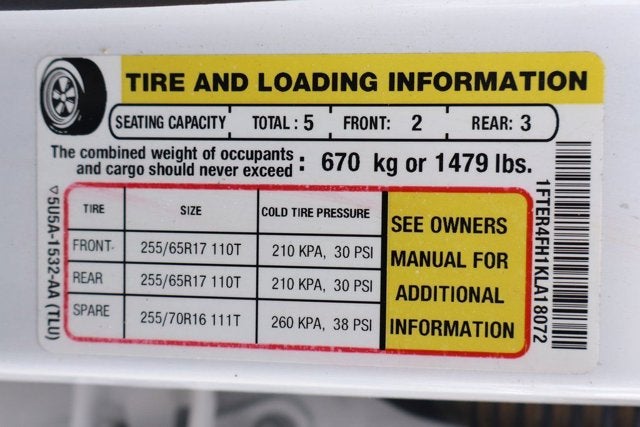 TIRE AND LOADING INFORMATION
SEATING CAPACITY TOTAL : 5 FRONT: 2 REAR: 3
The combined weight of occupants
and cargo should never exceed : 670 kg or 1479 lbs.
TIRE SIZE COLD TIRE PRESSURE
FRONT 255/65R17 110T 210 KPA, 30 PSI
REAR 255/65R17 110T 210 KPA, 30 PSI
SPARE 255/70R16 111T 260 KPA, 38 PSI
SEE OWNERS
MANUAL FOR
ADDITIONAL
INFORMATION
▽5U5A-1532-AA (TLU)
1FTER4FH1KLA18072